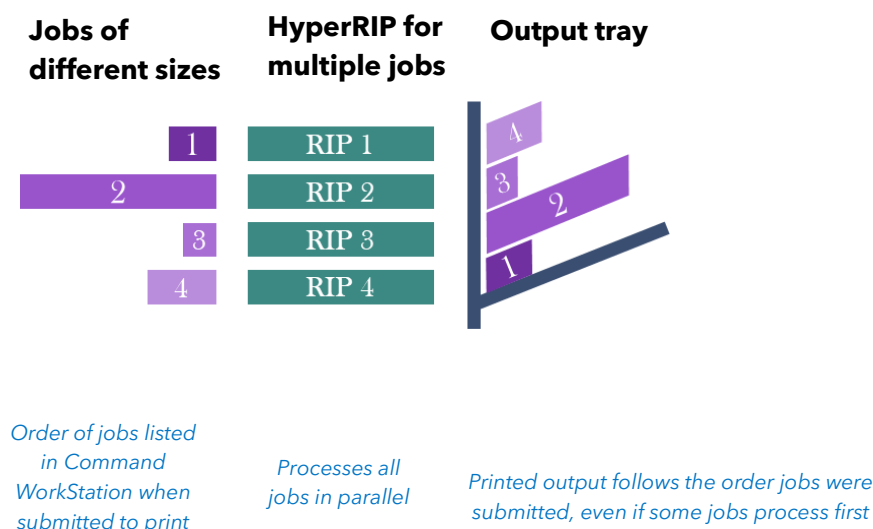 Jobs of
different sizes
HyperRIP for
multiple jobs
Output tray
1
2
3
4
RIP 1
RIP 2
RIP 3
RIP 4
4
3
2
1
Order of jobs listed
in Command
WorkStation when
submitted to print
Processes all
jobs in parallel
Printed output follows the order jobs were
submitted, even if some jobs process first